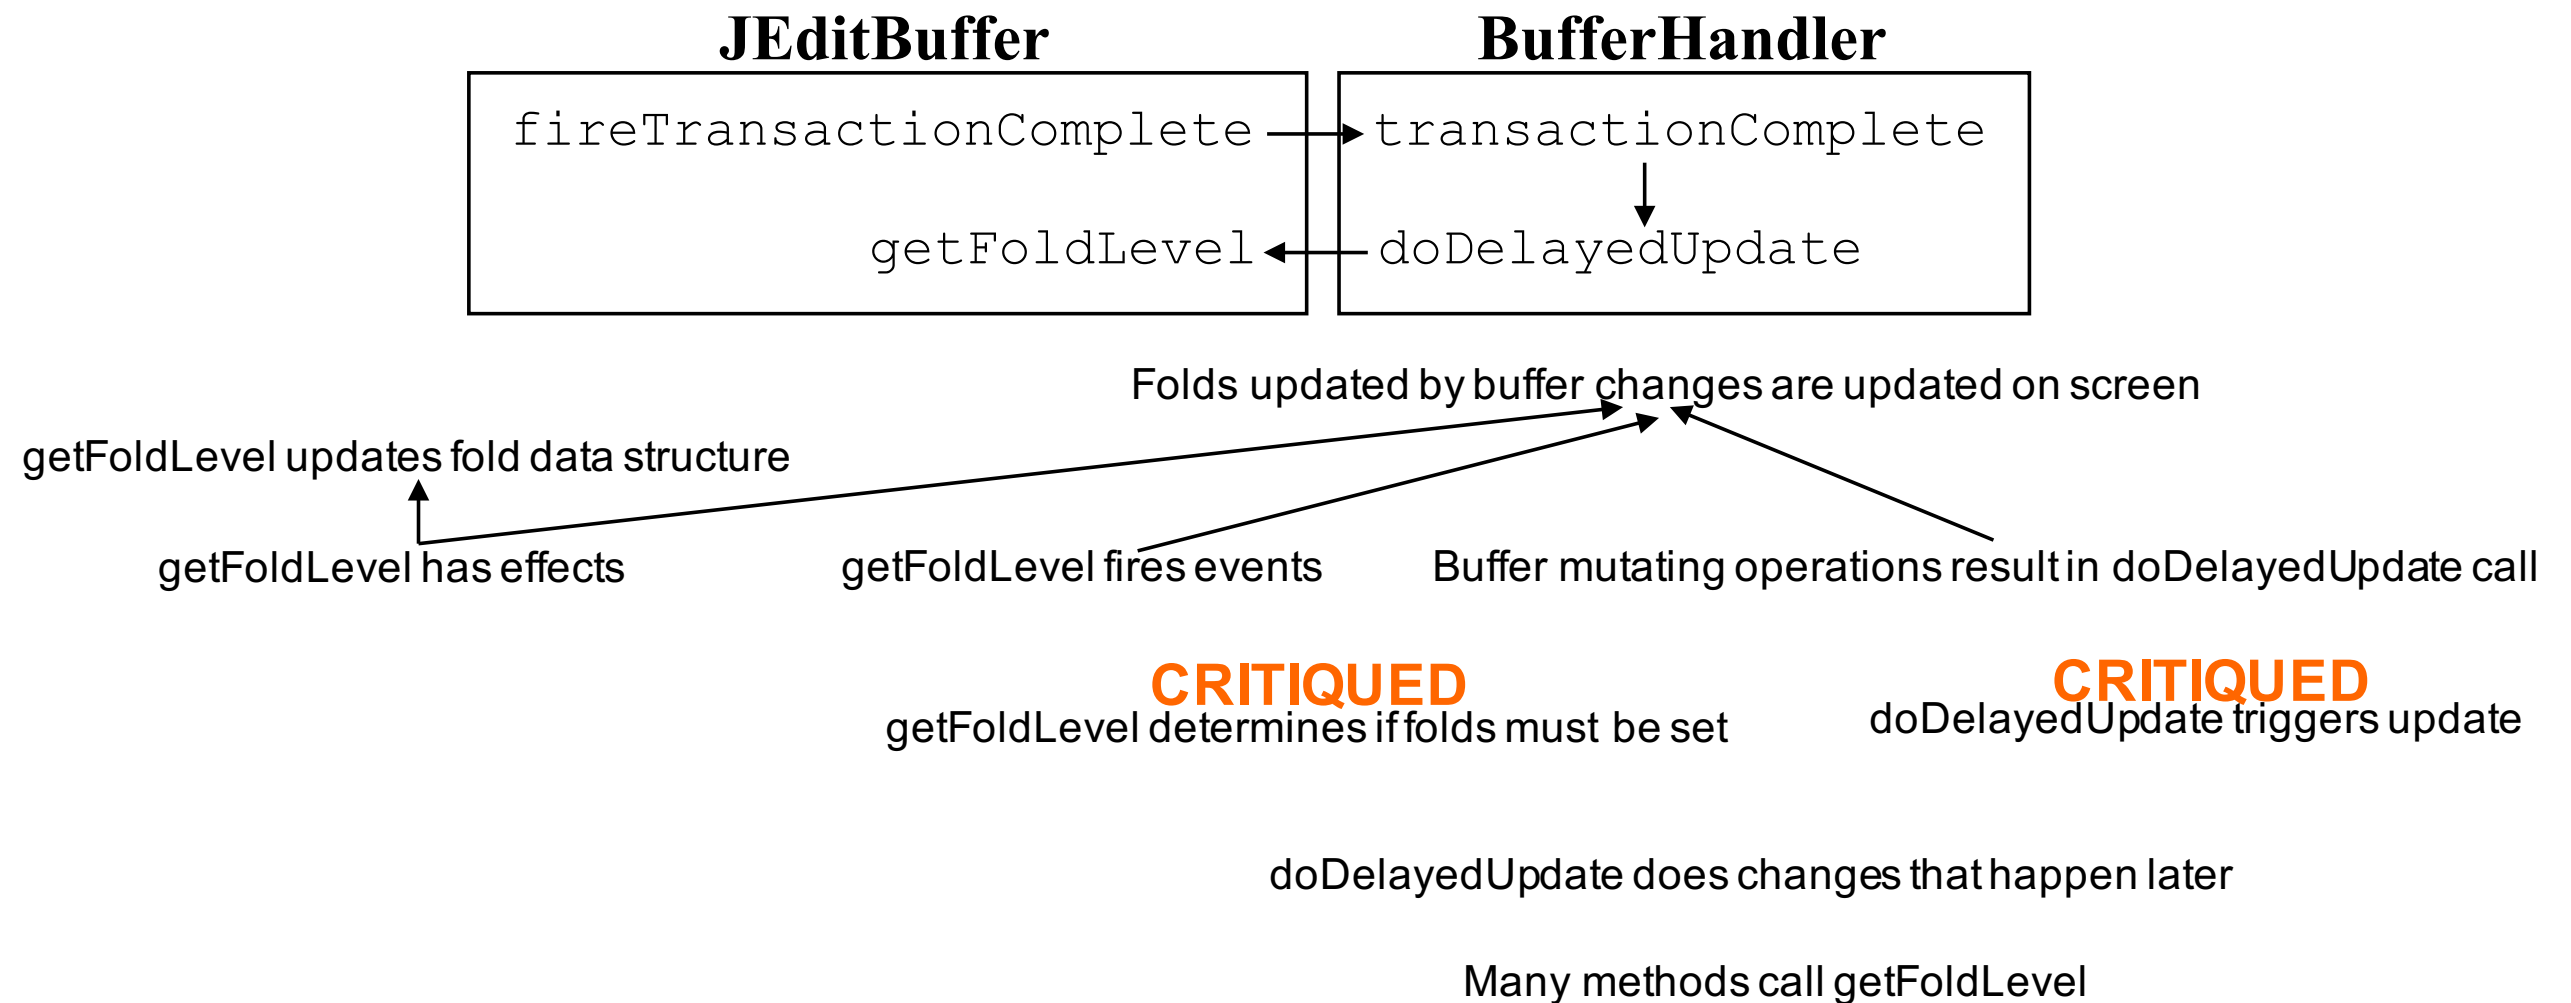 JEditBuffer
BufferHandler
fireTransactionComplete
transactionComplete
getFoldLevel
doDelayedUpdate
Folds updated by buffer changes are updated on screen
getFoldLevel updates fold data structure
getFoldLevel has effects
getFoldLevel fires events
Buffer mutating operations result in doDelayedUpdate call
CRITIQUED
getFoldLevel determines if folds must be set
CRITIQUED
doDelayedUpdate triggers update
doDelayedUpdate does changes that happen later
Many methods call getFoldLevel